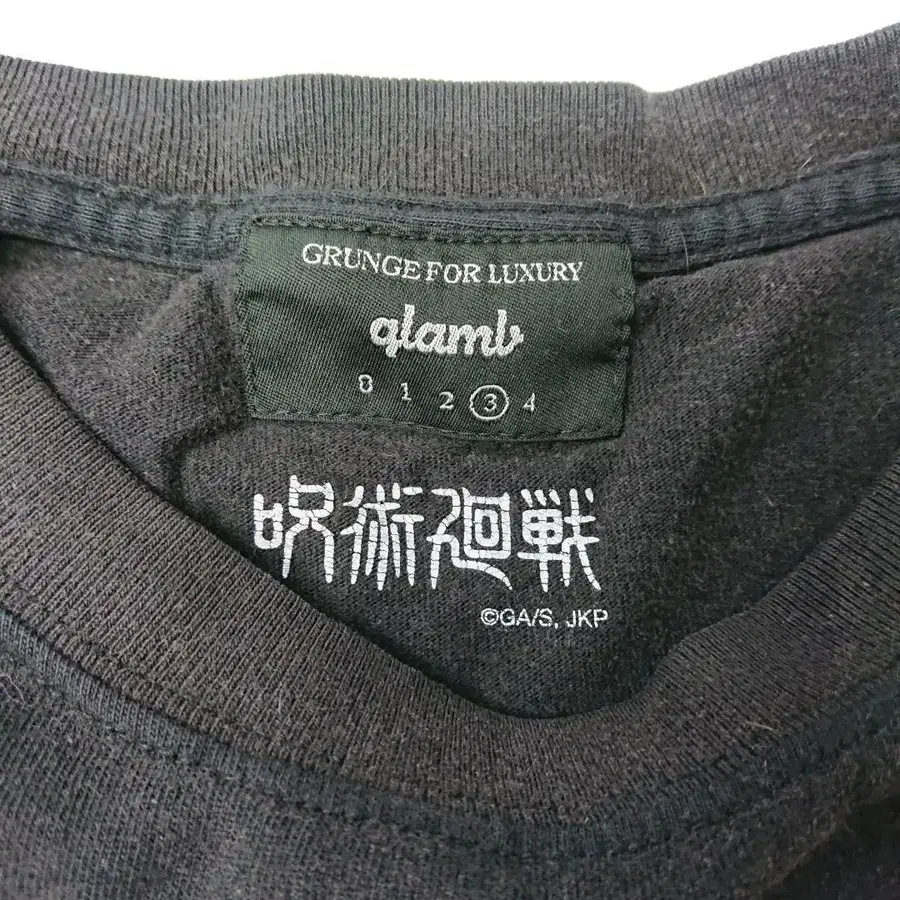 GRUNGE FOR LUXURY
glamb
0 1 2 3 4
呪術廻戦
©GA/S, JKP